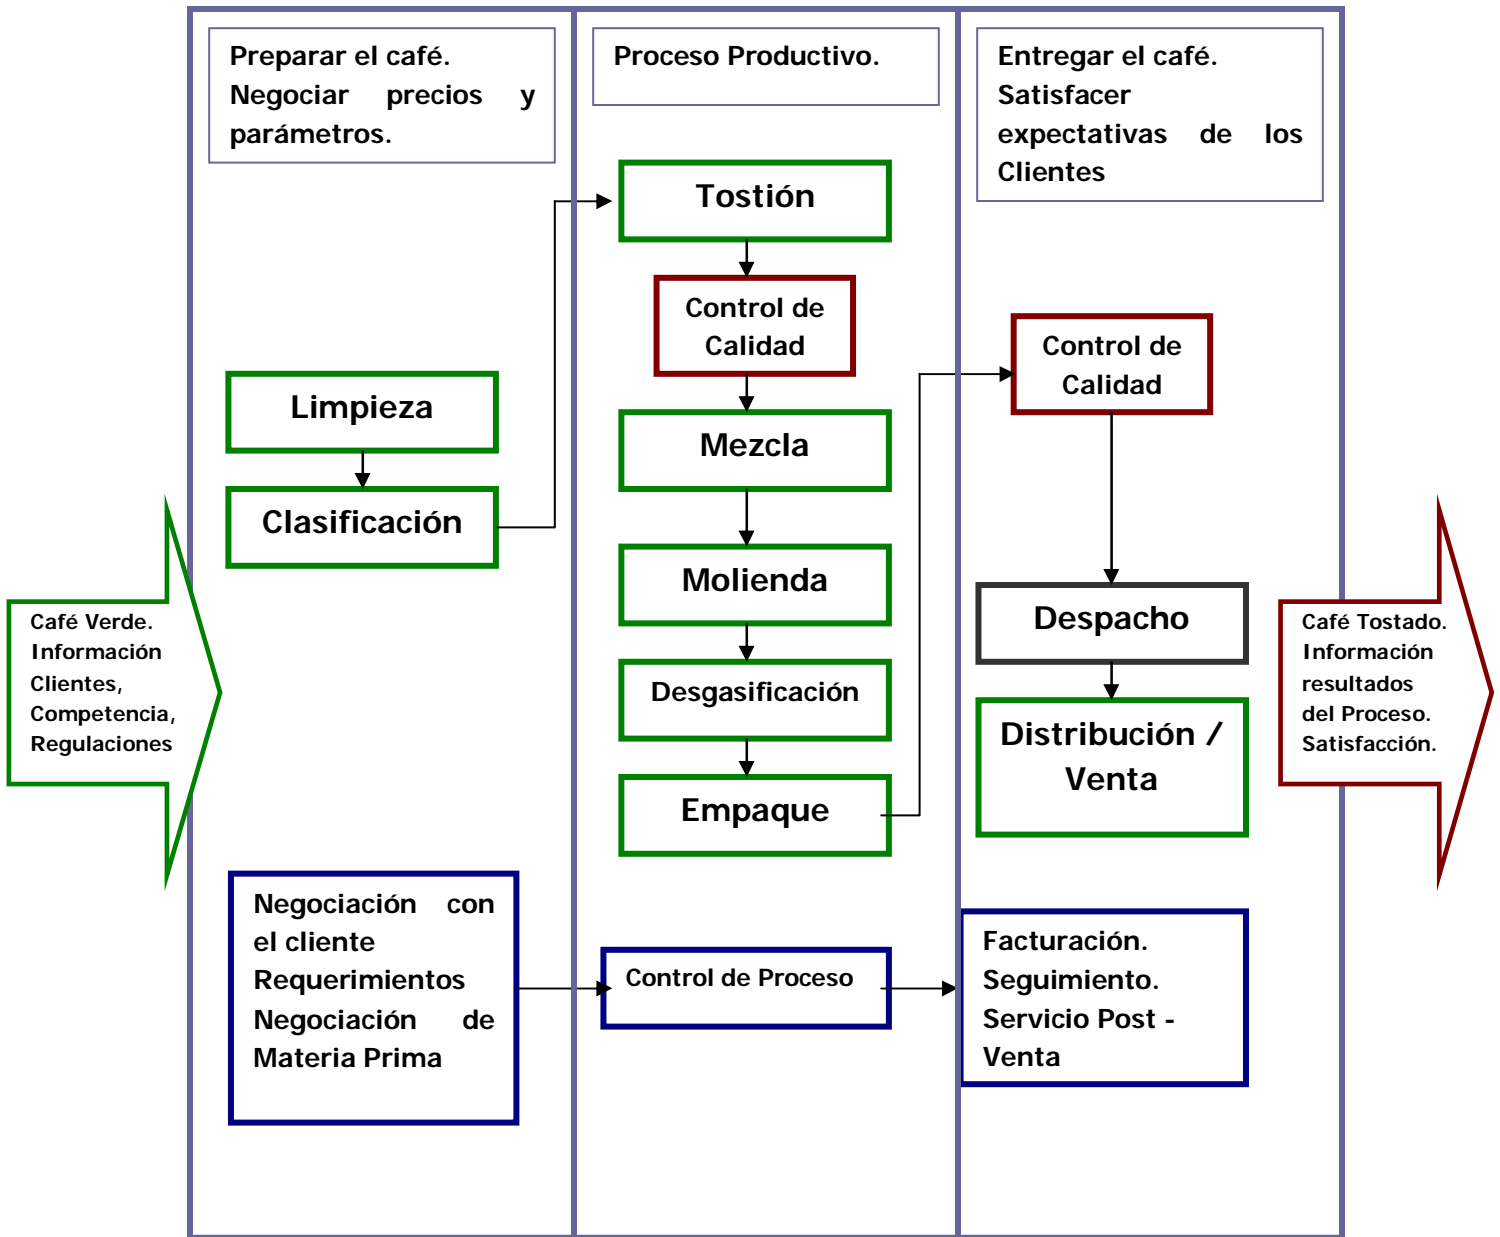 Preparar el café.
Negociar precios y
parámetros.
Proceso Productivo.
Entregar el café.
Satisfacer
expectativas de los
Clientes
Limpieza
Clasificación
Tostión
Control de
Calidad
Mezcla
Molienda
Desgasificación
Empaque
Control de
Calidad
Despacho
Distribución /
Venta
Café Verde.
Información
Clientes,
Competencia,
Regulaciones
Café Tostado.
Información
resultados
del Proceso.
Satisfacción.
Negociación con
el cliente
Requerimientos
Negociación de
Materia Prima
Control de Proceso
Facturación.
Seguimiento.
Servicio Post -
Venta